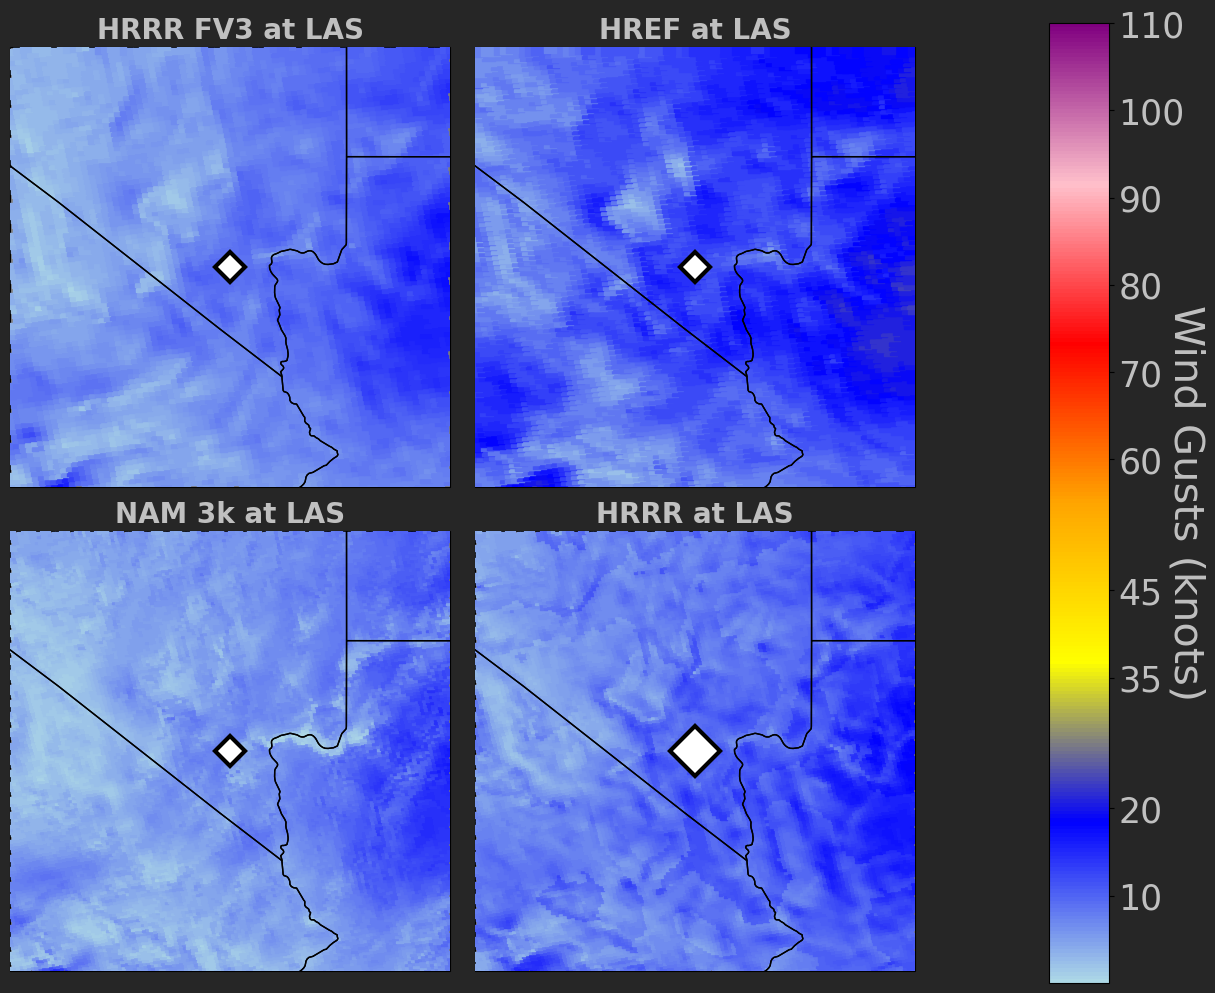 HRRR FV3 at LAS
HREF at LAS
NAM 3k at LAS
HRRR at LAS
110
100
90
80
70
60
45
35
20
10
Wind Gusts (knots)